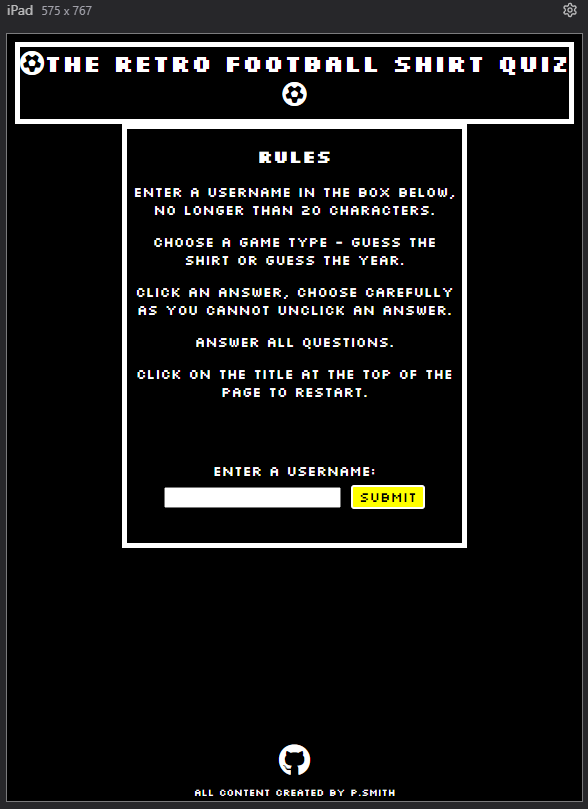 iPad 575 x 767
THE RETRO FOOTBALL SHIRT QUIZ
RULES
ENTER A USERNAME IN THE BOX BELOW,
NO LONGER THAN 20 CHARACTERS.
CHOOSE A GAME TYPE - GUESS THE
SHIRT OR GUESS THE YEAR.
CLICK AN ANSWER, CHOOSE CAREFULLY
AS YOU CANNOT UNCLICK AN ANSWER.
ANSWER ALL QUESTIONS.
CLICK ON THE TITLE AT THE TOP OF THE
PAGE TO RESTART.
ENTER A USERNAME:
SUBMIT
ALL CONTENT CREATED BY P.SMITH